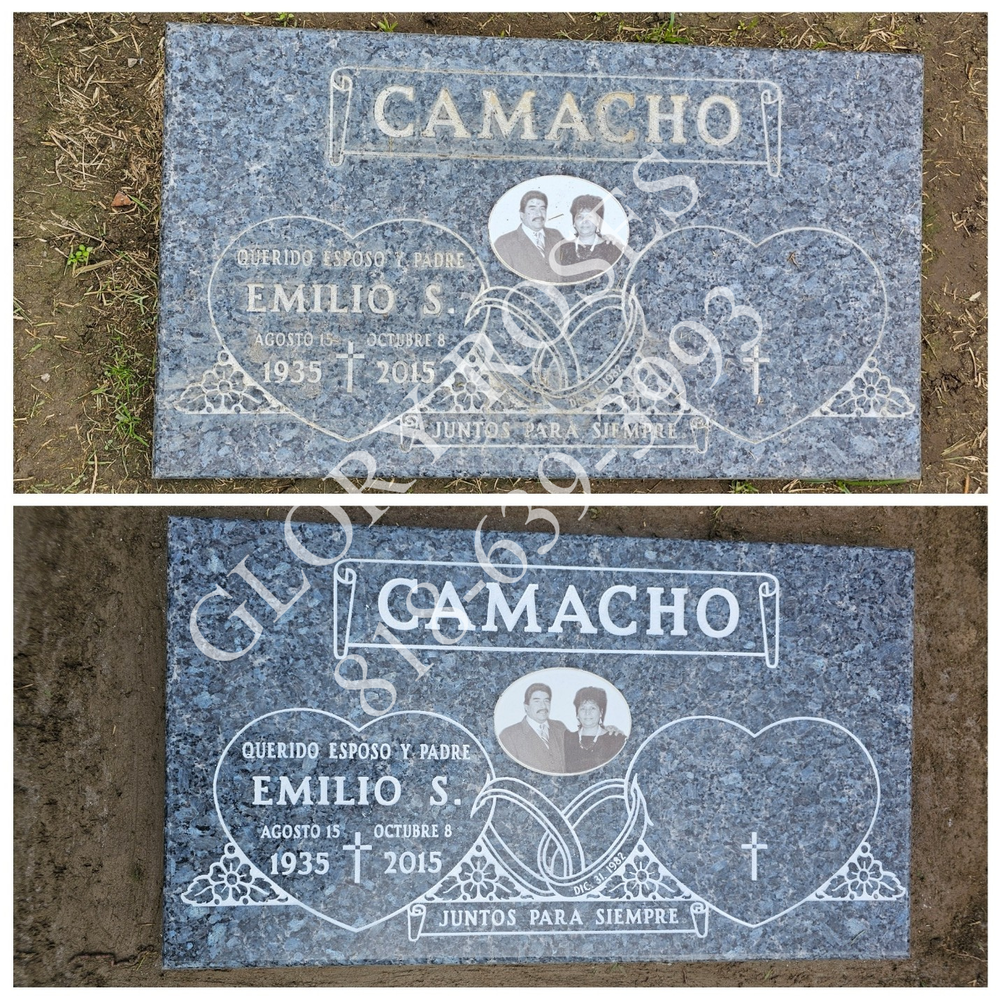 CAMACHO
QUERIDO ESPOSO Y PADRE
EMILIO S.
AGOSTO 15 OCTUBRE 8
1935 2015
JUNTOS PARA SIEMPRE
CAMACHO
QUERIDO ESPOSO Y PADRE
EMILIO S.
AGOSTO 15 OCTUBRE 8
1935 2015
DIC. 31, 1982
JUNTOS PARA SIEMPRE